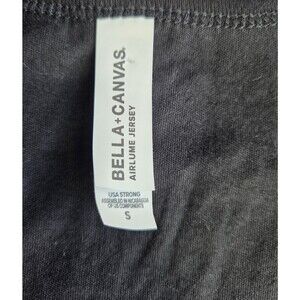 BELLA+CANVAS.
AIRLUME JERSEY
USA STRONG
ASSEMBLED IN NICARAGUA
OF US COMPONENTS
S